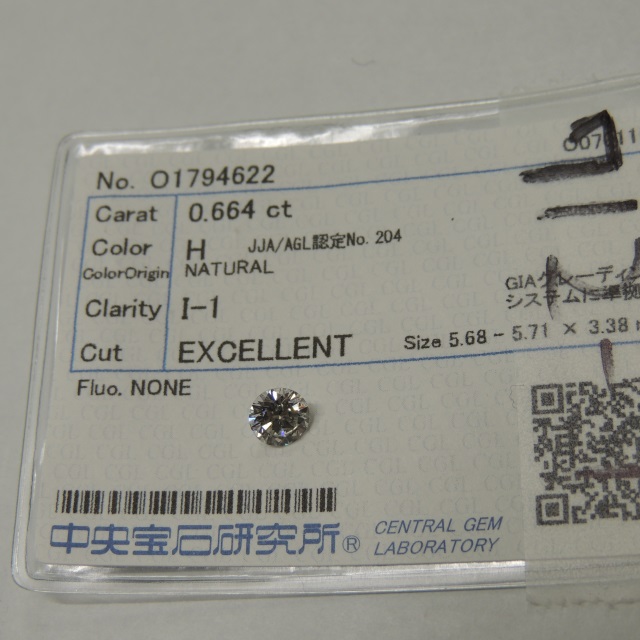 No. O1794622
Carat 0.664 ct
Color H JJA/AGL認定No. 204
ColorOrigin NATURAL
GIAグレーディ
システムに準拠
Clarity I-1
Cut EXCELLENT Size 5.68 - 5.71 × 3.38
Fluo. NONE
CGL
中央宝石研究所®
CENTRAL GEM
LABORATORY